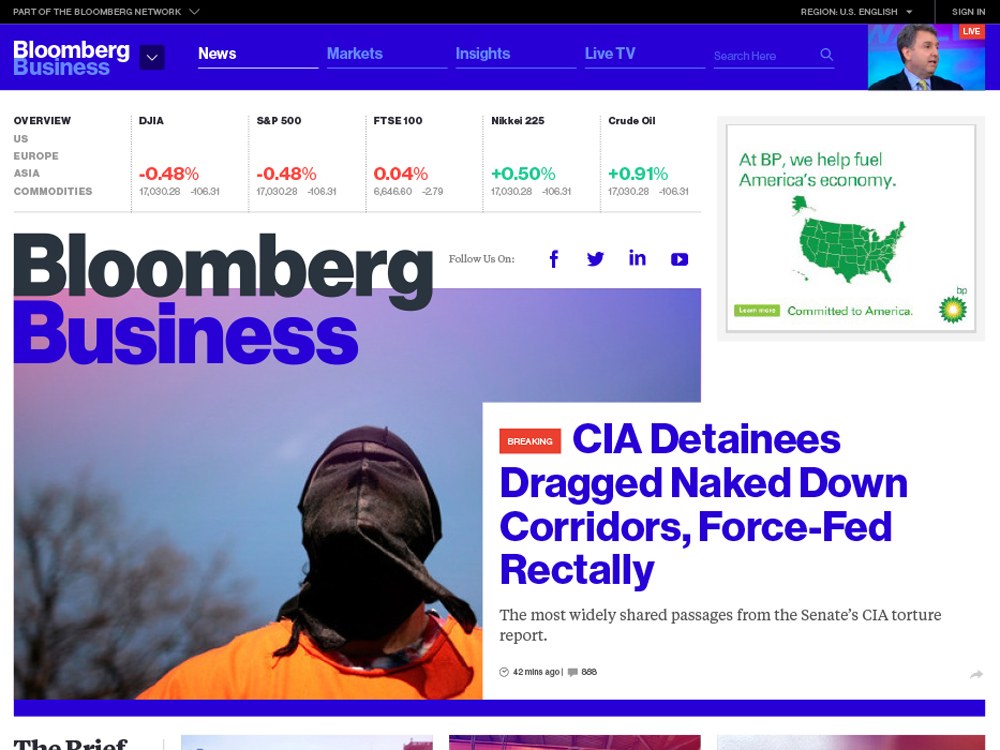 PART OF THE BLOOMBERG NETWORK
REGION: U.S. ENGLISH
SIGN IN
Bloomberg
Business
News
Markets
Insights
Live TV
Search Here
LIVE
OVERVIEW
US
EUROPE
ASIA
COMMODITIES
DJIA
-0.48%
17,030.28 -106.31
S&P 500
-0.48%
17,030.28 -106.31
FTSE 100
0.04%
6,646.60 -2.79
Nikkei 225
+0.50%
17,030.28 -106.31
Crude Oil
+0.91%
17,030.28 -106.31
At BP, we help fuel
America's economy.
Learn more
Committed to America.
bp
Bloomberg
Business
Follow Us On:
BREAKING CIA Detainees
Dragged Naked Down
Corridors, Force-Fed
Rectally
The most widely shared passages from the Senate's CIA torture
report.
42 mins ago | 888
The Brief